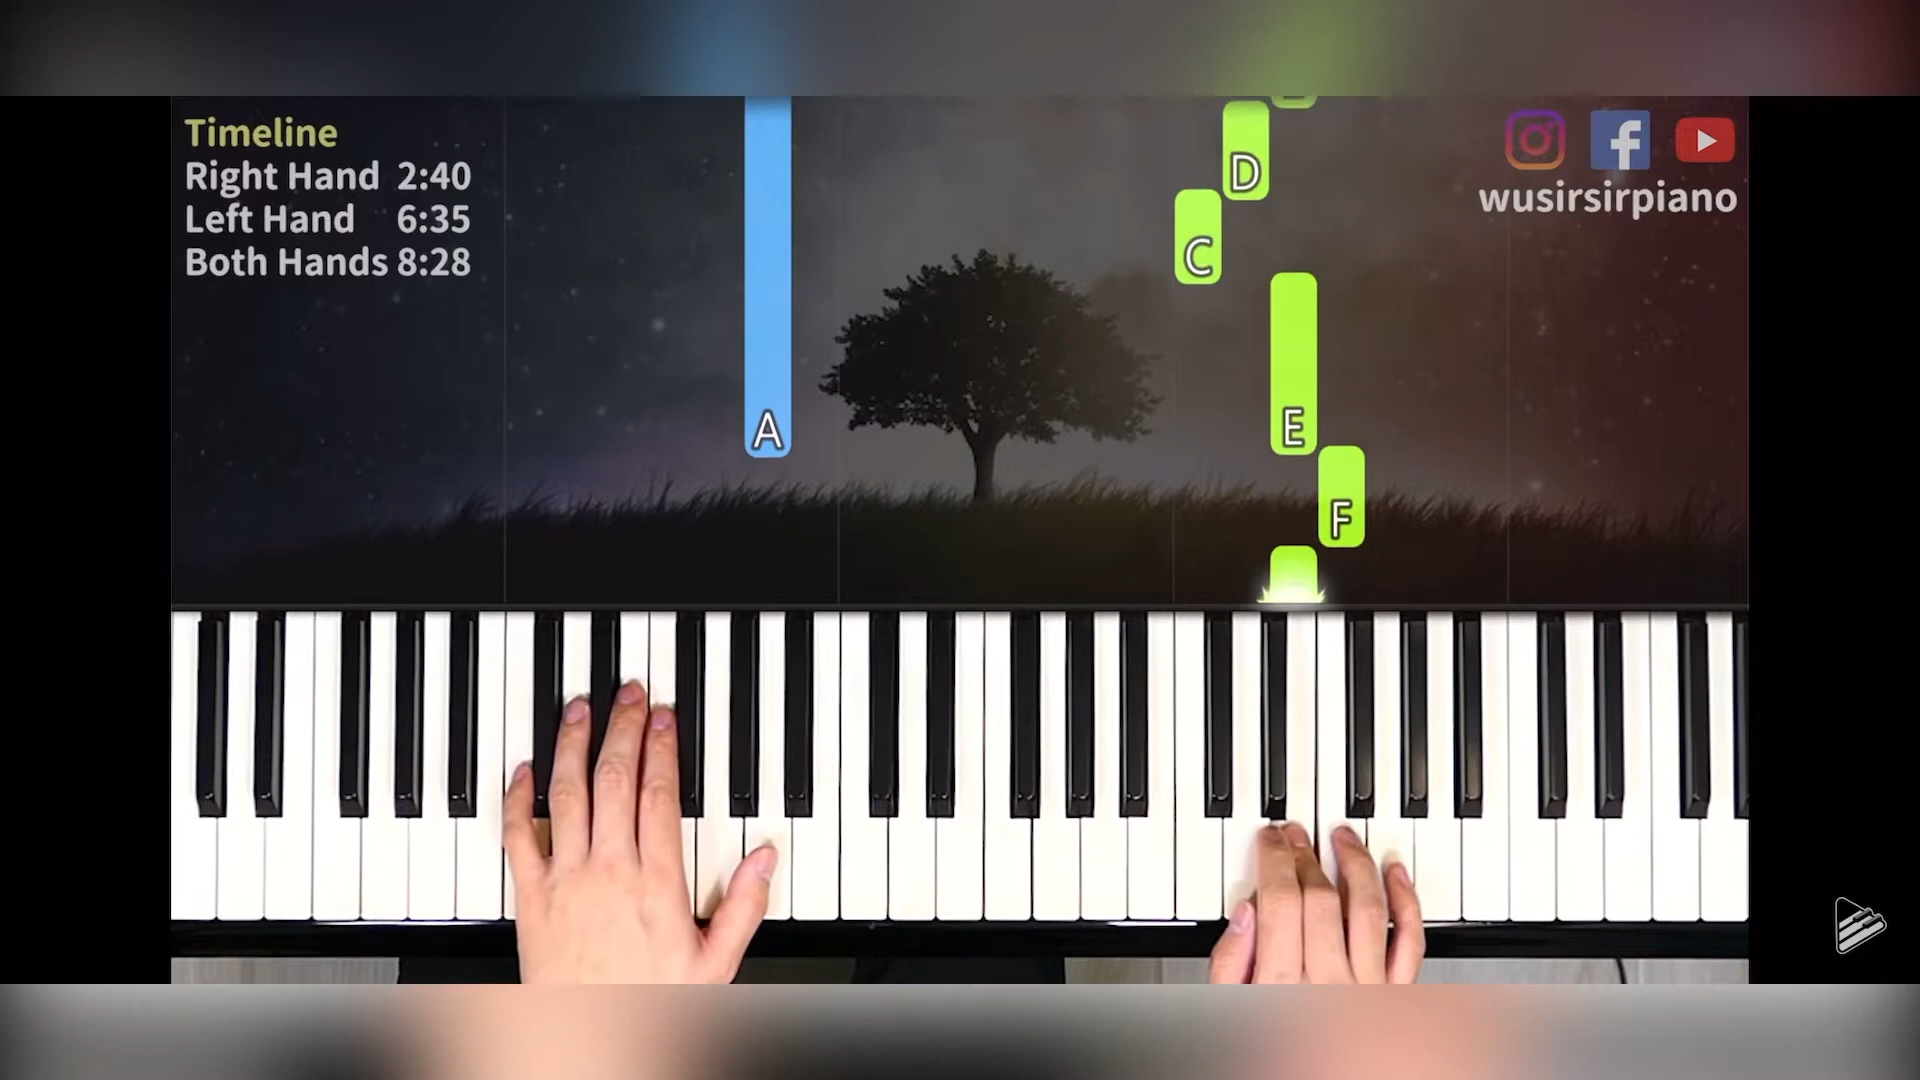 Timeline
Right Hand 2:40
Left Hand 6:35
Both Hands 8:28
wusirsirpiano
D
C
A
E
F